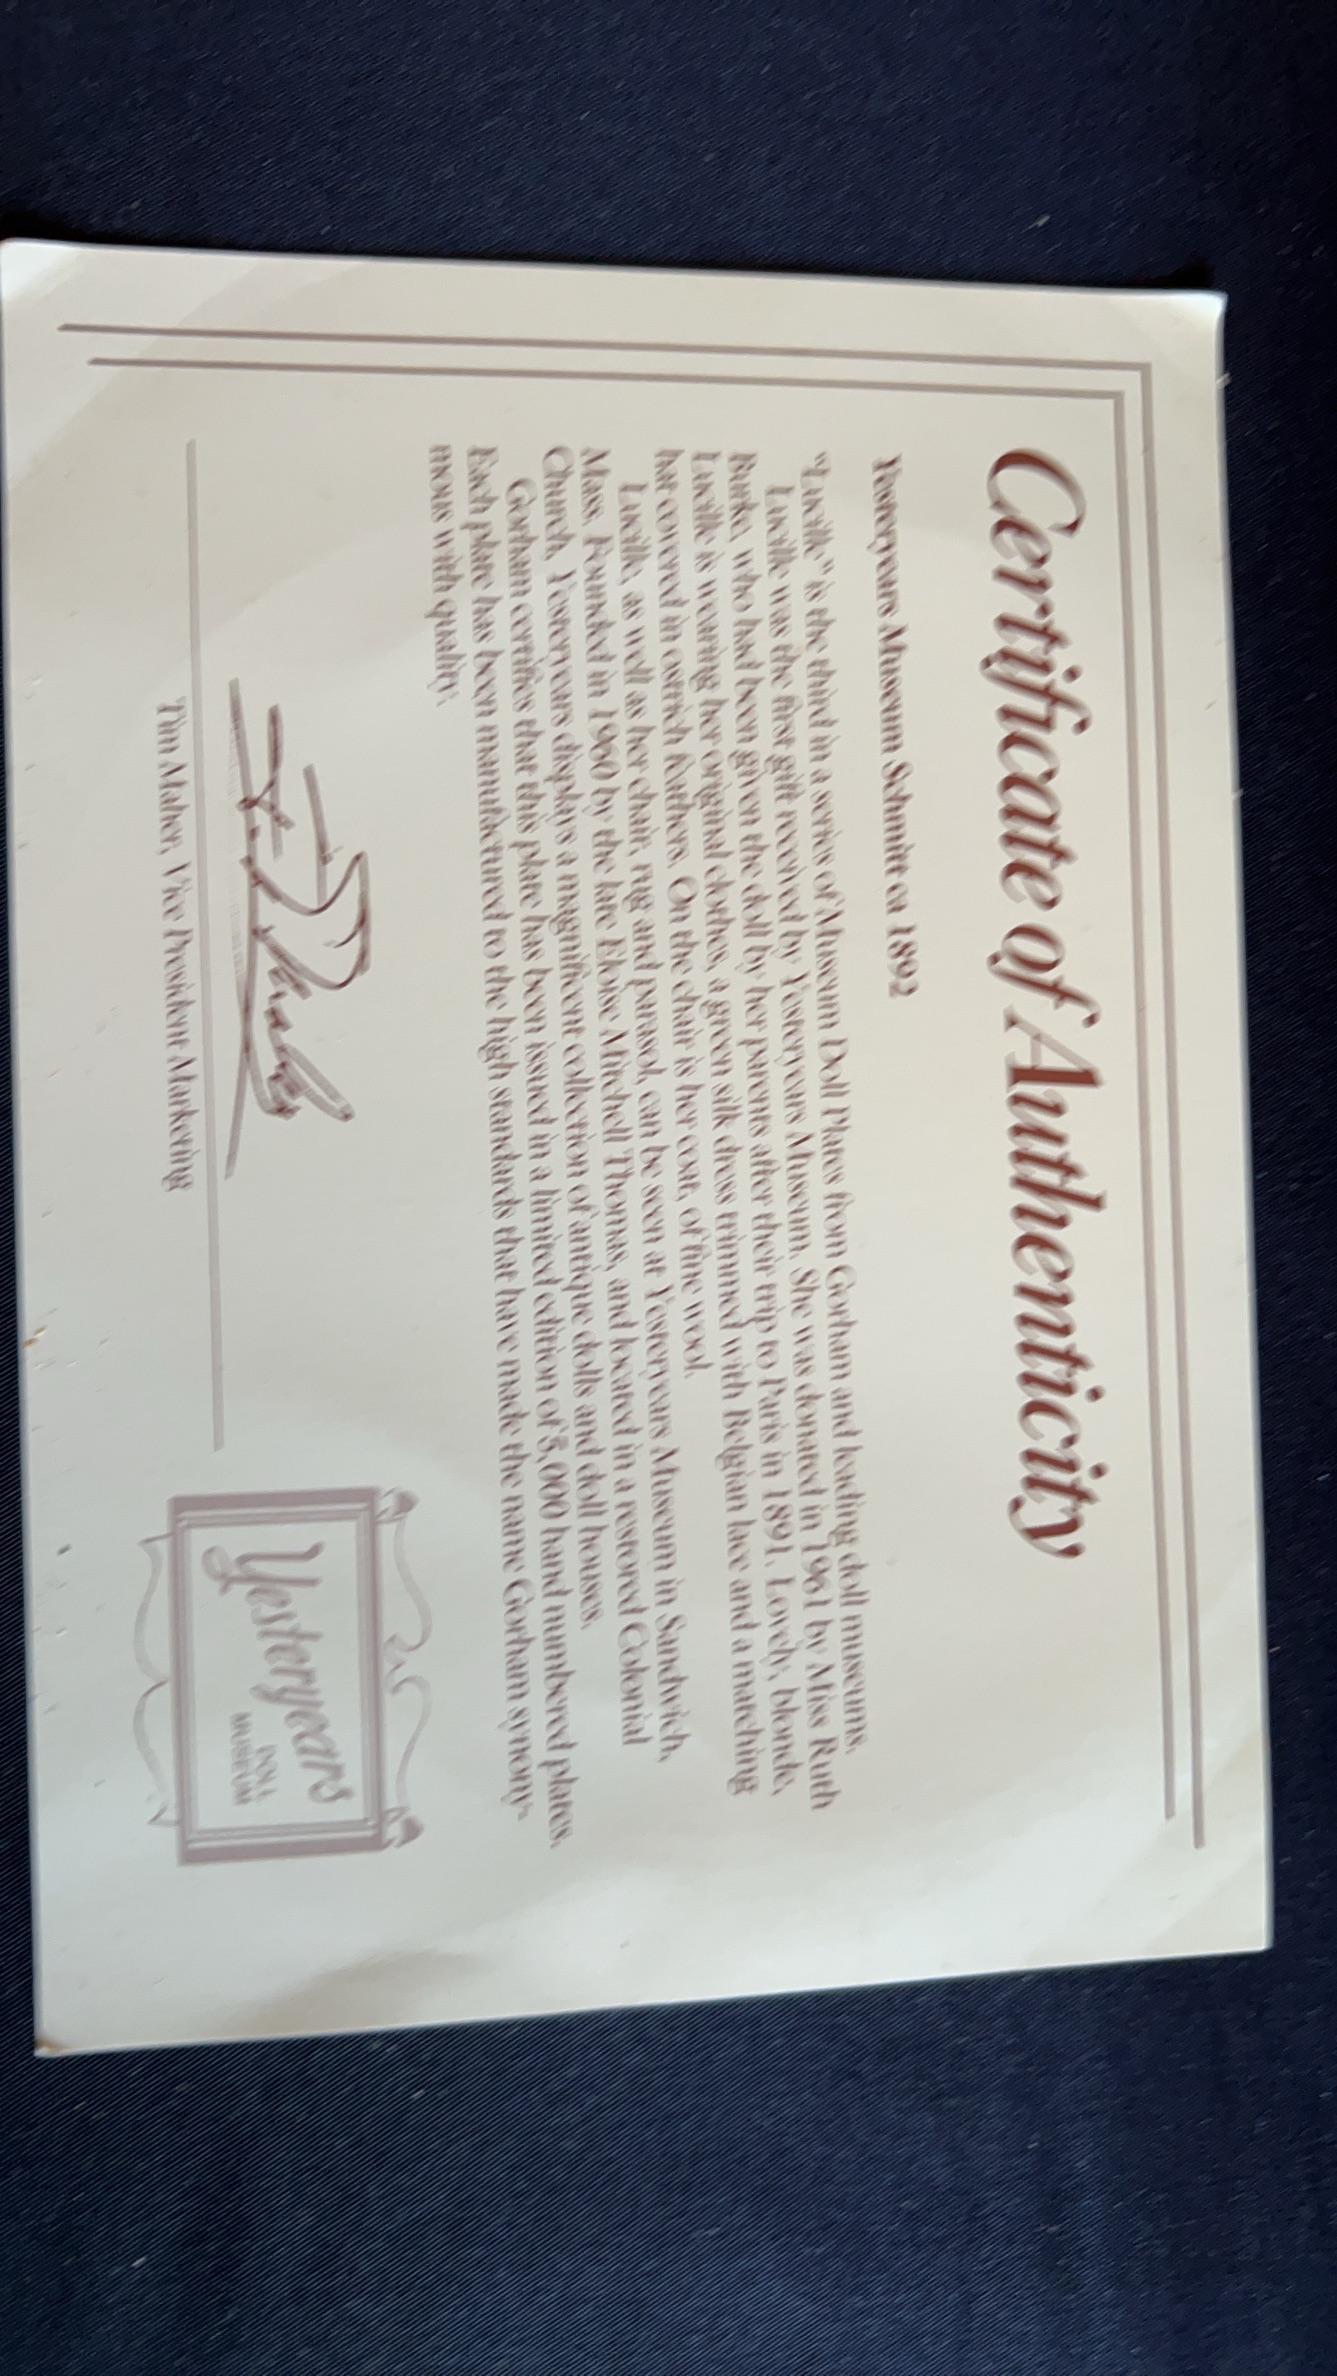 Certificate of Authenticity
Yesteryears Museum Schmitt ca 1892
"Lucille" is the third in a series of Museum Doll Plates from Gorham and leading doll museums.
Lucille was the first gift received by Yesteryears Museum. She was donated in 1961 by Miss Ruth
Burke, who had been given the doll by her parents after their trip to Paris in 1891. Lovely, blonde,
Lucille is wearing her original clothes, a green silk dress trimmed with Belgian lace and a matching
hat covered in ostrich feathers. On the chair is her coat, of fine wool.
Lucille, as well as her chair, rug and parasol, can be seen at Yesteryears Museum in Sandwich,
Mass. Founded in 1960 by the late Eloise Mitchell Thomas, and located in a restored Colonial
Church, Yesteryears displays a magnificent collection of antique dolls and doll houses.
Gorham certifies that this plate has been issued in a limited edition of 5,000 hand numbered plates.
Each plate has been manufactured to the high standards that have made the name Gorham synony-
mous with quality.
Tim Maher, Vice President Marketing
Yesteryears
DOLL
MUSEUM